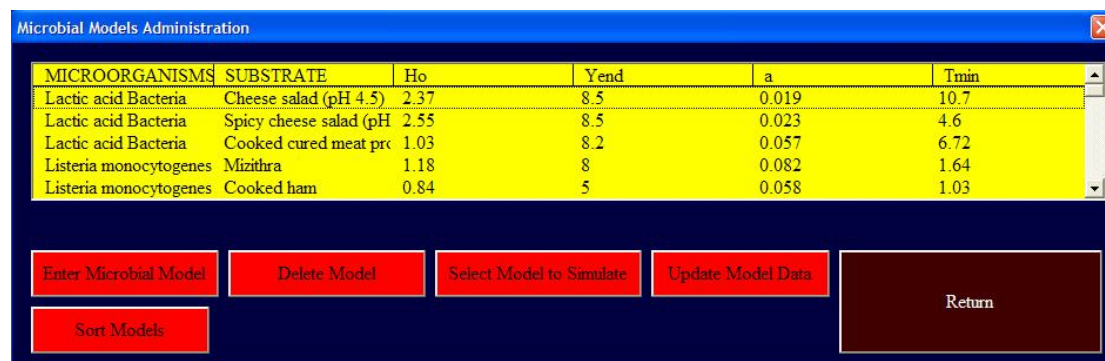 Microbial Models Administration
MICROORGANISMS SUBSTRATE Ho Yend a Tmin
Lactic acid Bacteria Cheese salad (pH 4.5) 2.37 8.5 0.019 10.7
Lactic acid Bacteria Spicy cheese salad (pH 2.55 8.5 0.023 4.6
Lactic acid Bacteria Cooked cured meat pro 1.03 8.2 0.057 6.72
Listeria monocytogenes Mizithra 1.18 8 0.082 1.64
Listeria monocytogenes Cooked ham 0.84 5 0.058 1.03
Enter Microbial Model Delete Model Select Model to Simulate Update Model Data
Return
Sort Models